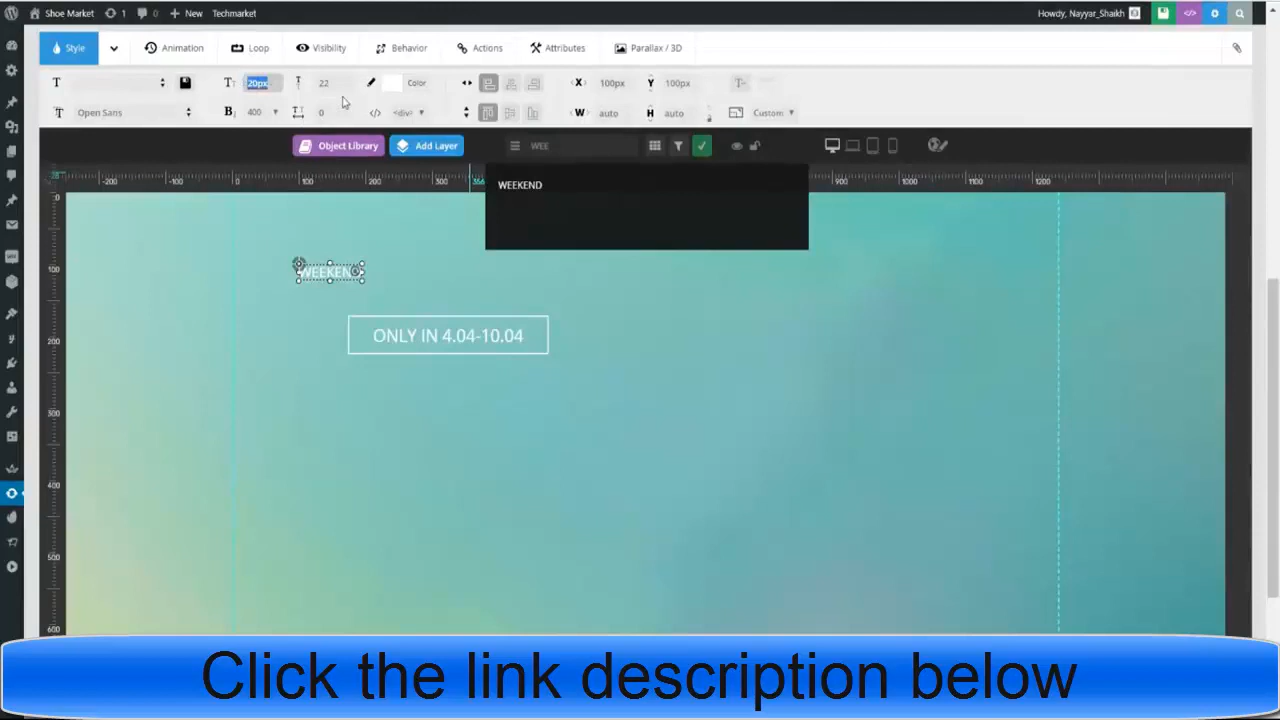 Shoe Market 1 0 New Techmarket Howdy, Nayyar_Shaikh
Style Animation Loop Visibility Behavior Actions Attributes Parallax / 3D
20px 22 Color 100px Y 100px
Open Sans 400 0 <div> W auto H auto Custom
Object Library Add Layer WEE
-200 -100 0 100 200 300 356 900 1000 1100 1200
WEEKEND
0
100
WEEKEND
200
ONLY IN 4.04-10.04
300
400
500
600
Click the link description below